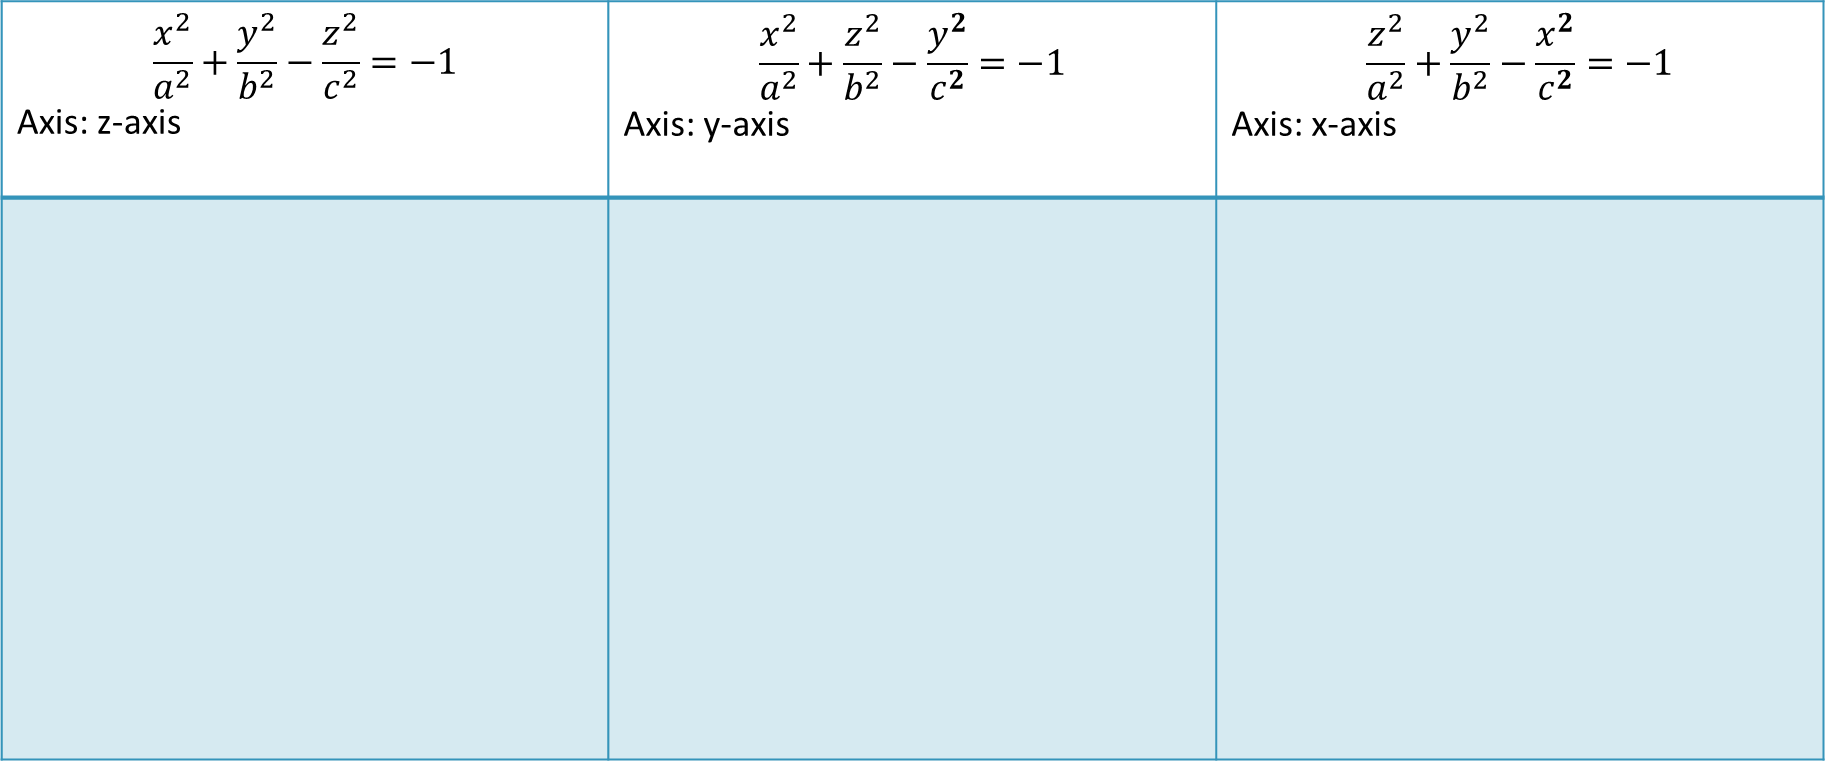 x²/a² + y²/b² − z²/c² = −1
Axis: z-axis
x²/a² + z²/b² − y²/c² = −1
Axis: y-axis
z²/a² + y²/b² − x²/c² = −1
Axis: x-axis